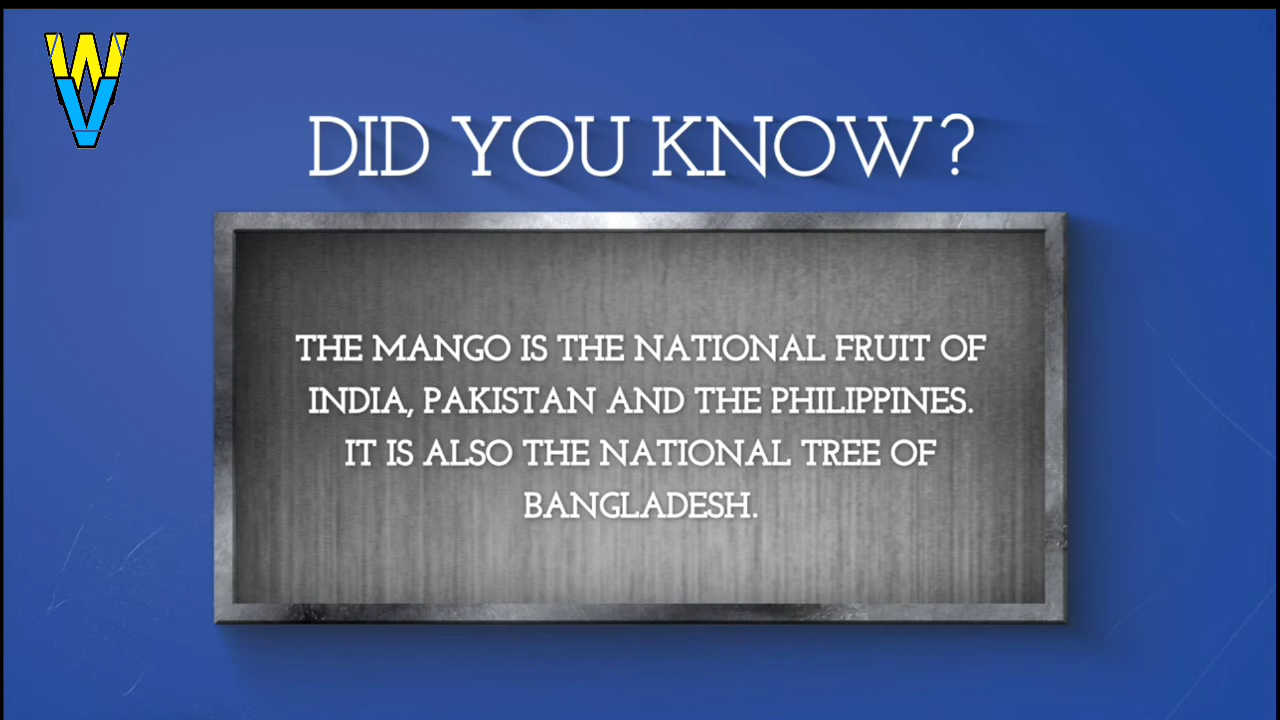 WV
DID YOU KNOW?
THE MANGO IS THE NATIONAL FRUIT OF
INDIA, PAKISTAN AND THE PHILIPPINES.
IT IS ALSO THE NATIONAL TREE OF
BANGLADESH.